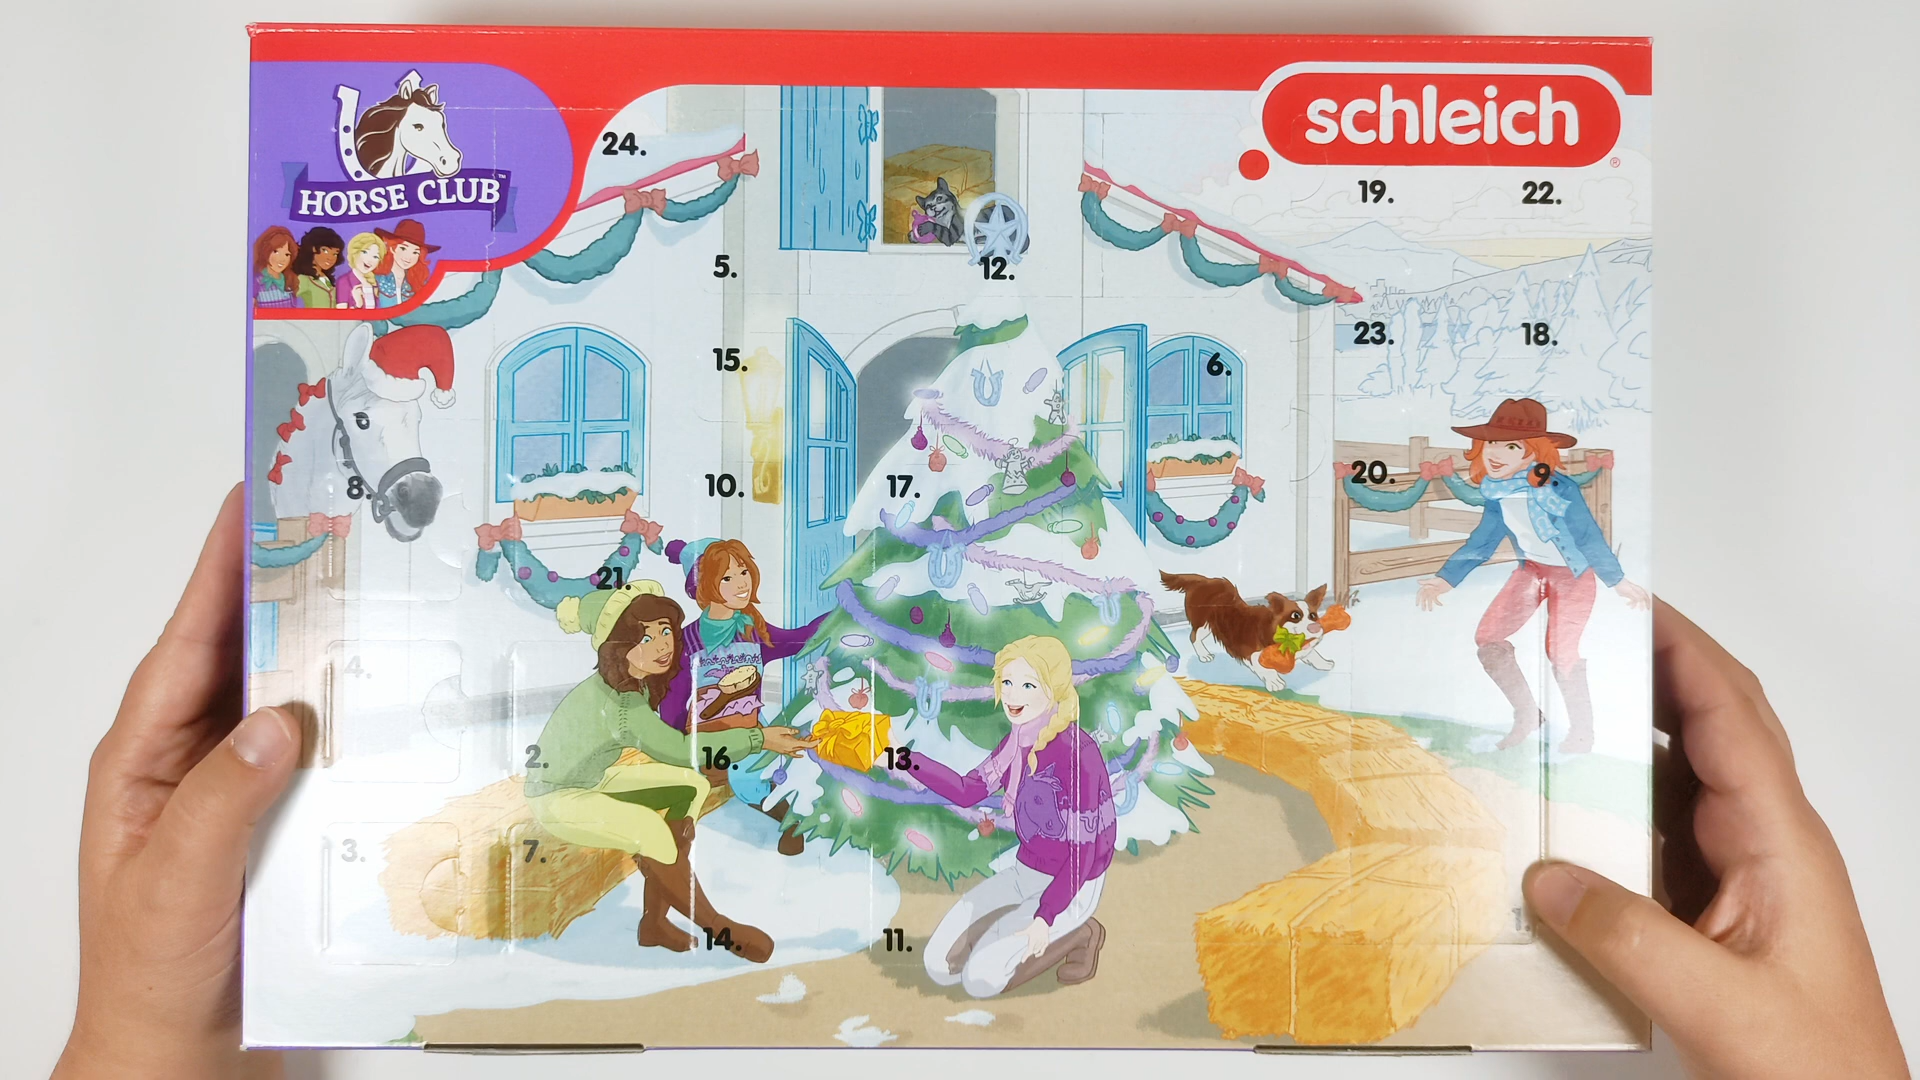 schleich
®
HORSE CLUB™
24.
19. 22.
5. 12.
23. 18.
15. 6.
8. 10. 17. 20. 9.
21.
4.
2. 16. 13.
3. 7.
14. 11. 1.